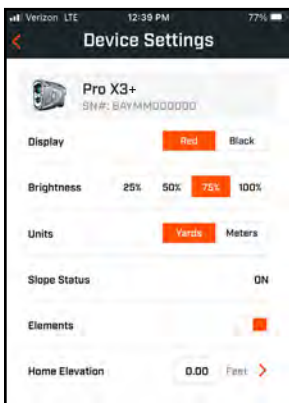 Verizon LTE 12:39 PM 77%
Device Settings
Pro X3+
SN#: BAYMM000000
Display Red Black
Brightness 25% 50% 75% 100%
Units Yards Meters
Slope Status ON
Elements
Home Elevation 0.00 Feet